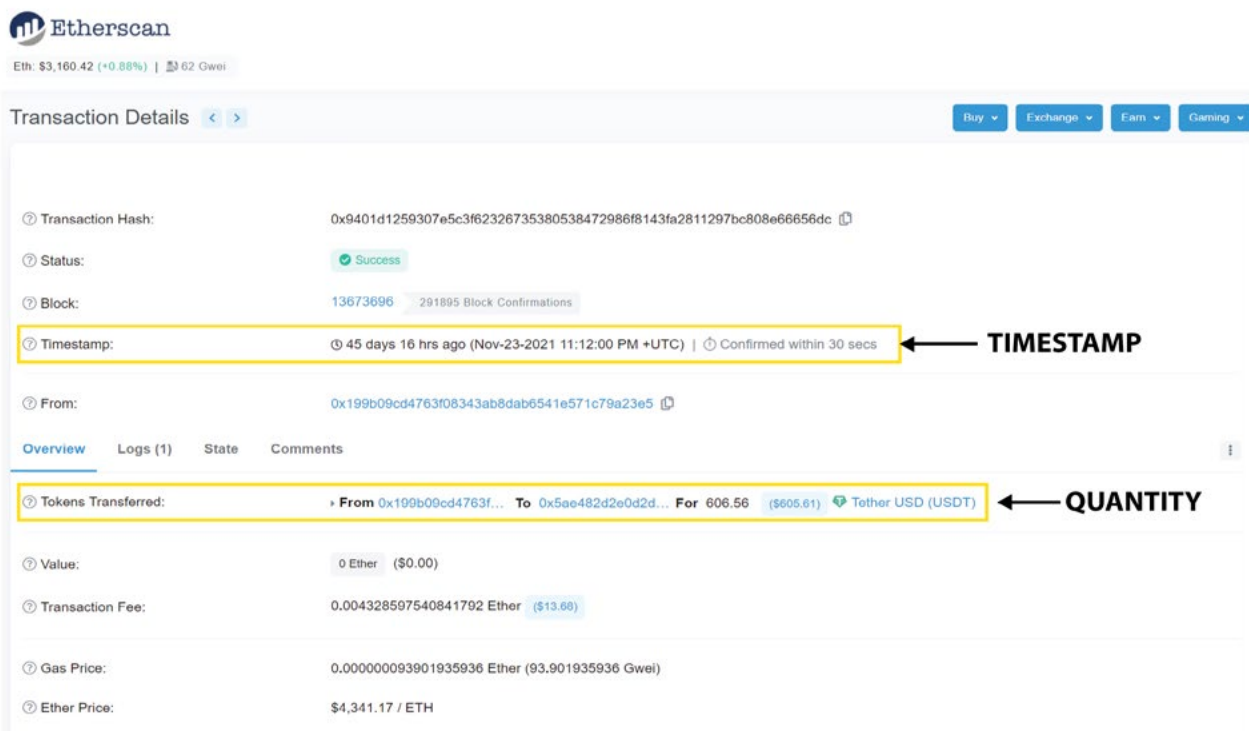 Etherscan
Eth: $3,160.42 (+0.88%) | 62 Gwei
Transaction Details < >
Buy Exchange Earn Gaming
Transaction Hash: 0x9401d1259307e5c3f62326735380538472986f8143fa2811297bc808e66656dc
Status: Success
Block: 13673696 291895 Block Confirmations
Timestamp: 45 days 16 hrs ago (Nov-23-2021 11:12:00 PM +UTC) | Confirmed within 30 secs TIMESTAMP
From: 0x199b09cd4763f08343ab8dab6541e571c79a23e5
Overview Logs (1) State Comments
Tokens Transferred: From 0x199b09cd4763f... To 0x5ae482d2e0d2d... For 606.56 ($605.61) Tether USD (USDT) QUANTITY
Value: 0 Ether ($0.00)
Transaction Fee: 0.004328597540841792 Ether ($13.68)
Gas Price: 0.000000093901935936 Ether (93.901935936 Gwei)
Ether Price: $4,341.17 / ETH